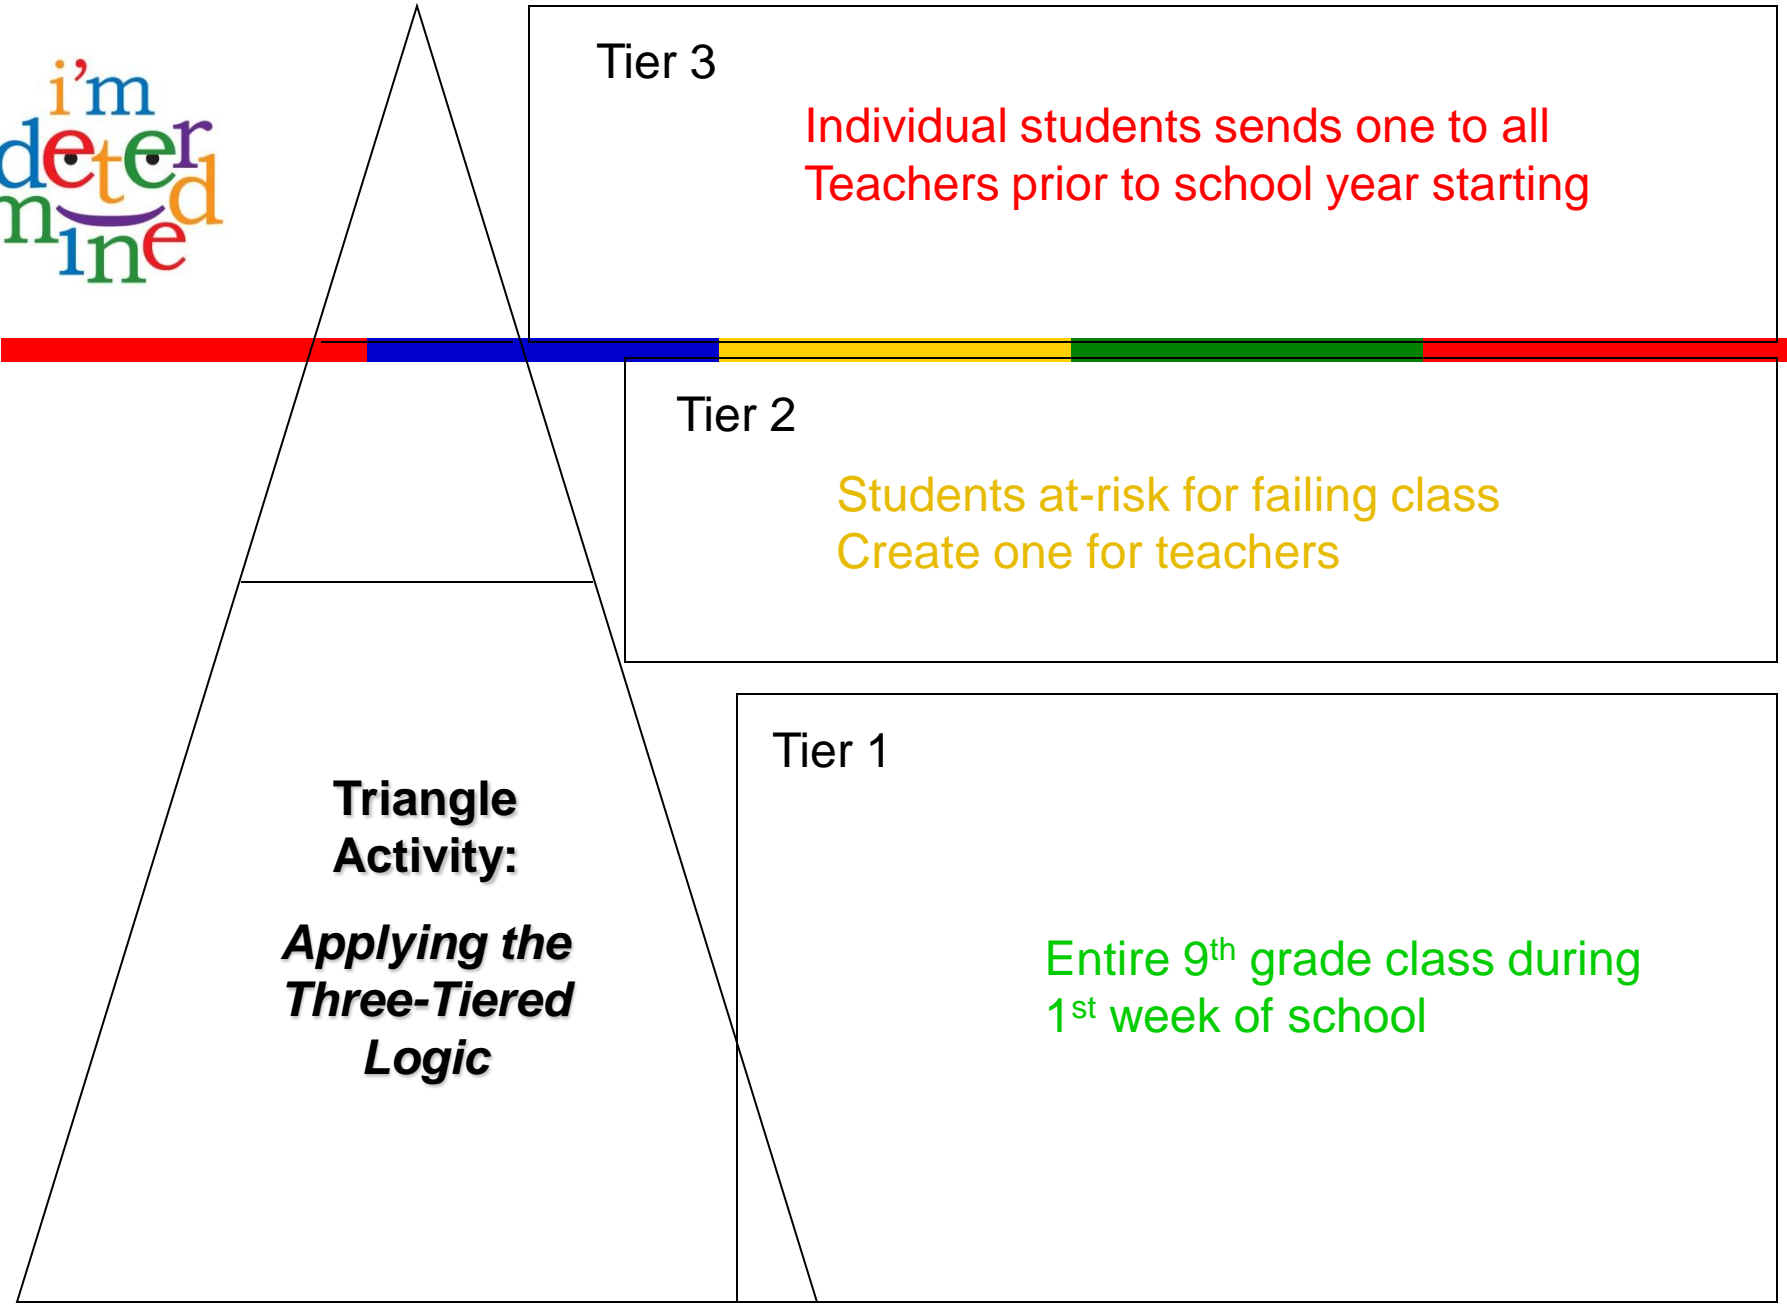 i’m
deter
mined
Tier 3
Individual students sends one to all
Teachers prior to school year starting
Tier 2
Students at-risk for failing class
Create one for teachers
Tier 1
Entire 9th grade class during
1st week of school
Triangle
Activity:
Applying the
Three-Tiered
Logic